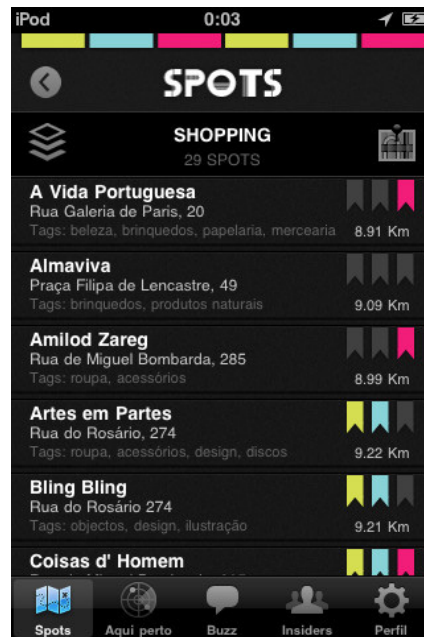 iPod 0:03
SPOTS
SHOPPING
29 SPOTS
A Vida Portuguesa
Rua Galeria de Paris, 20
Tags: beleza, brinquedos, papelaria, mercearia 8.91 Km
Almaviva
Praça Filipa de Lencastre, 49
Tags: brinquedos, produtos naturais 9.09 Km
Amilod Zareg
Rua de Miguel Bombarda, 285
Tags: roupa, acessórios 8.99 Km
Artes em Partes
Rua do Rosário, 274
Tags: roupa, acessórios, design, discos 9.22 Km
Bling Bling
Rua do Rosário 274
Tags: objectos, design, ilustração 9.21 Km
Coisas d' Homem
Spots Aqui perto Buzz Insiders Perfil